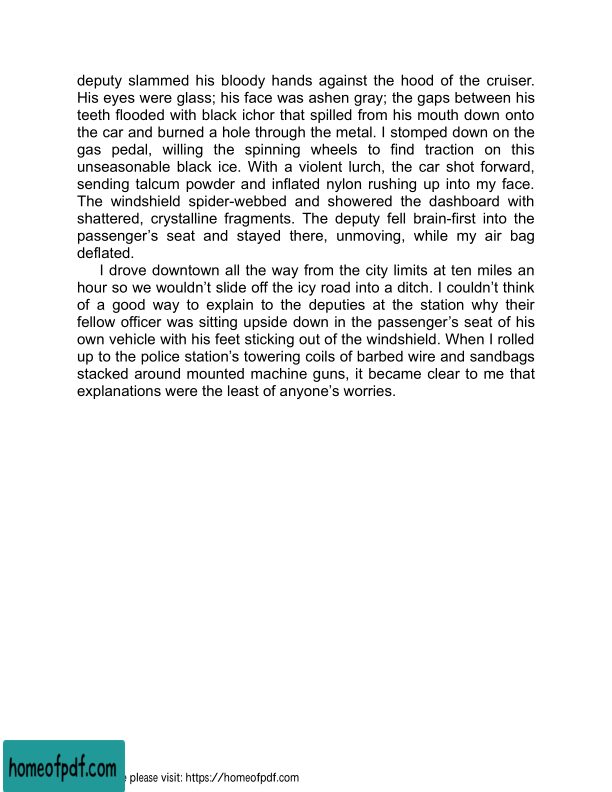 deputy slammed his bloody hands against the hood of the cruiser.
His eyes were glass; his face was ashen gray; the gaps between his
teeth flooded with black ichor that spilled from his mouth down onto
the car and burned a hole through the metal. I stomped down on the
gas pedal, willing the spinning wheels to find traction on this
unseasonable black ice. With a violent lurch, the car shot forward,
sending talcum powder and inflated nylon rushing up into my face.
The windshield spider-webbed and showered the dashboard with
shattered, crystalline fragments. The deputy fell brain-first into the
passenger’s seat and stayed there, unmoving, while my air bag
deflated.
I drove downtown all the way from the city limits at ten miles an
hour so we wouldn’t slide off the icy road into a ditch. I couldn’t think
of a good way to explain to the deputies at the station why their
fellow officer was sitting upside down in the passenger’s seat of his
own vehicle with his feet sticking out of the windshield. When I rolled
up to the police station’s towering coils of barbed wire and sandbags
stacked around mounted machine guns, it became clear to me that
explanations were the least of anyone’s worries.
homeofpdf.com
please visit: https://homeofpdf.com